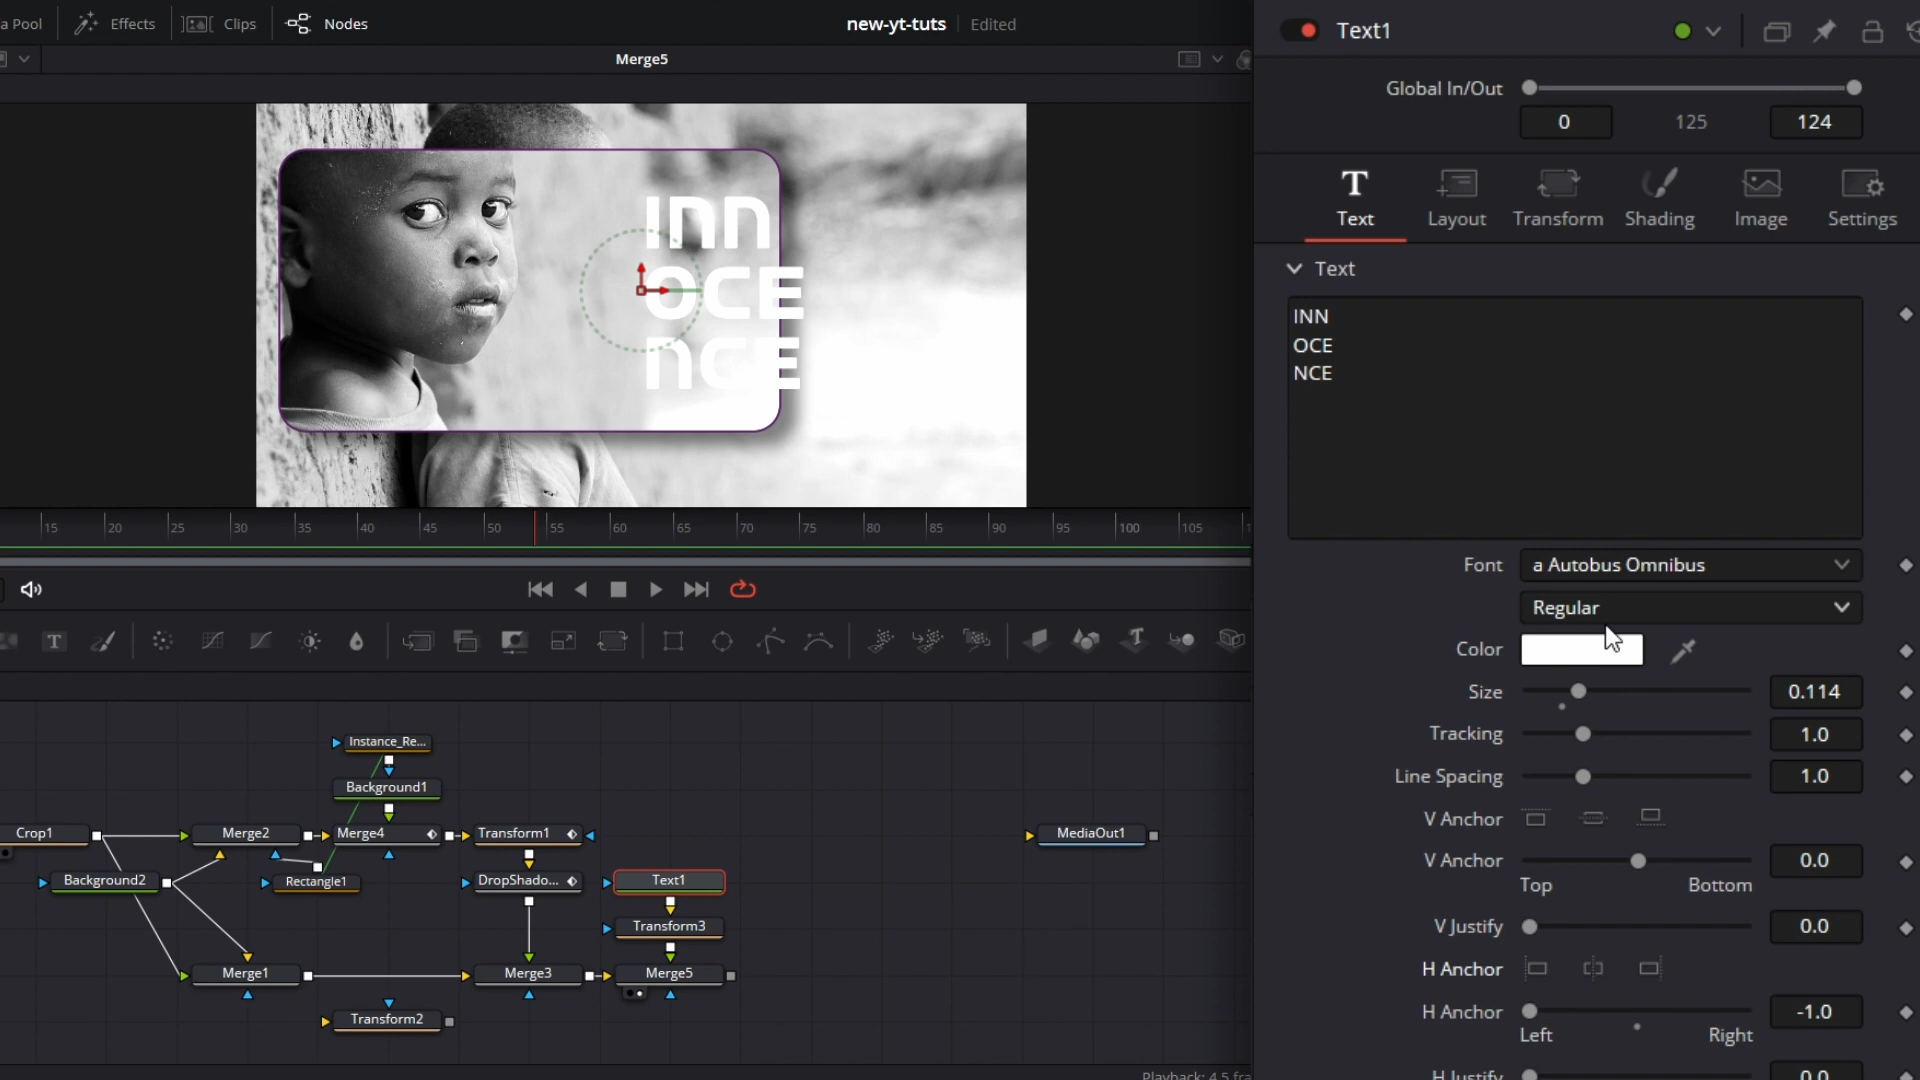 a Pool
Effects
Clips
Nodes
new-yt-tuts
Edited
Merge5
INN
OCE
NCE
15 20 25 30 35 40 45 50 55 60 65 70 75 80 85 90 95 100 105
Instance_Re...
Background1
Crop1
Merge2
Merge4
Transform1
MediaOut1
Background2
Rectangle1
DropShado...
Text1
Transform3
Merge1
Merge3
Merge5
Transform2
Playback: 4.5 fra
Text1
Global In/Out
0 125 124
Text Layout Transform Shading Image Settings
Text
INN
OCE
NCE
Font a Autobus Omnibus
Regular
Color
Size 0.114
Tracking 1.0
Line Spacing 1.0
V Anchor
V Anchor 0.0
Top Bottom
V Justify 0.0
H Anchor
H Anchor -1.0
Left Right
H Justify 0.0